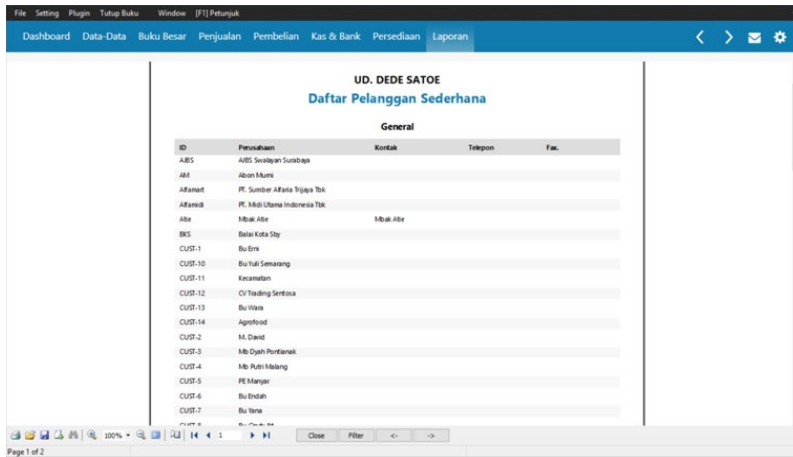 File Setting Plugin Tutup Buku Window [F1] Petunjuk
Dashboard Data-Data Buku Besar Penjualan Pembelian Kas & Bank Persediaan Laporan
UD. DEDE SATOE
Daftar Pelanggan Sederhana
General
ID Perusahaan Kontak Telepon Fax.
AJBS AJBS Swalayan Surabaya
AM Abon Murni
Alfamart PT. Sumber Alfaria Trijaya Tbk
Alfamidi PT. Midi Utama Indonesia Tbk
Atie Mbak Atie Mbak Atie
BKS Balai Kota Sby
CUST-1 Bu Erni
CUST-10 Bu Yuli Semarang
CUST-11 Kecamatan
CUST-12 CV Trading Sentosa
CUST-13 Bu Wara
CUST-14 Agrofood
CUST-2 M. David
CUST-3 Mb Dyah Pontianak
CUST-4 Mb Putri Malang
CUST-5 PE Manyar
CUST-6 Bu Endah
CUST-7 Bu Yana
CUST-8
100% 1 Close Filter <- ->
Page 1 of 2